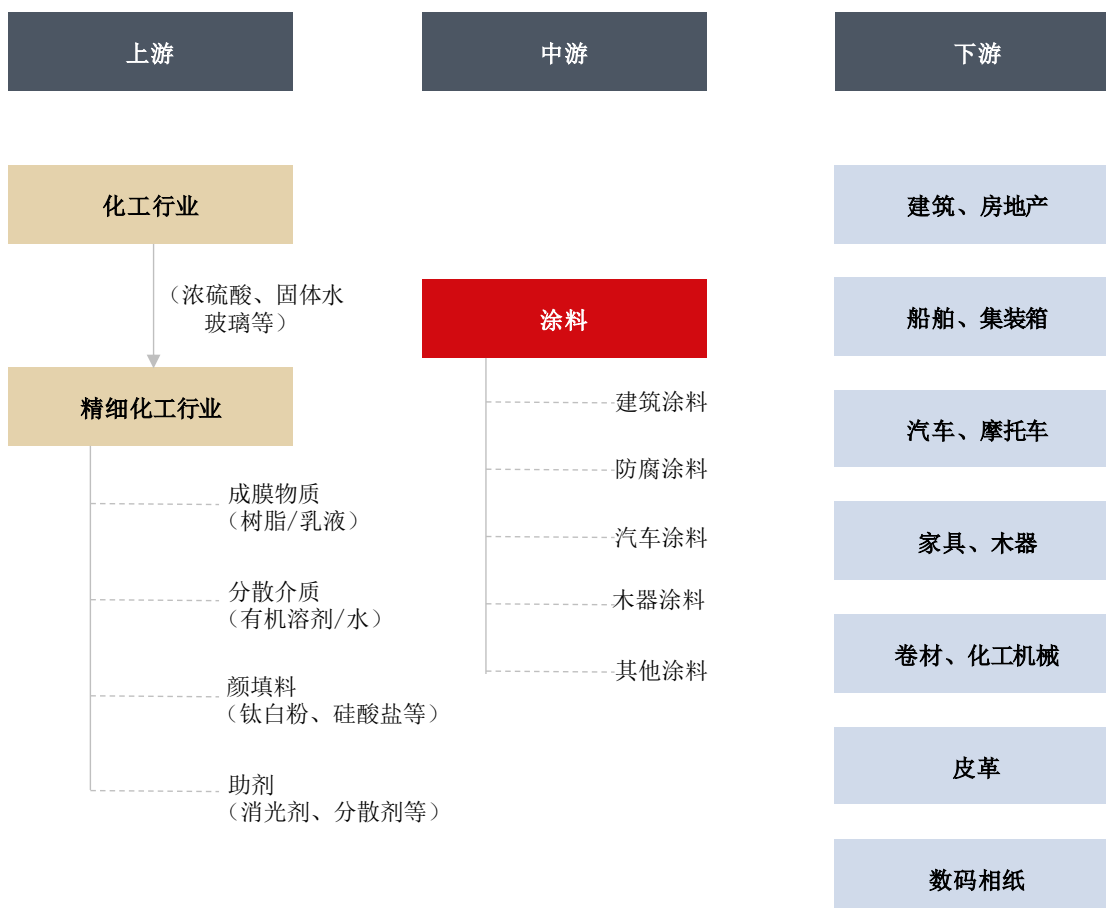 上游
中游
下游
化工行业
（浓硫酸、固体水
玻璃等）
精细化工行业
成膜物质
（树脂/乳液）
分散介质
（有机溶剂/水）
颜填料
（钛白粉、硅酸盐等）
助剂
（消光剂、分散剂等）
涂料
建筑涂料
防腐涂料
汽车涂料
木器涂料
其他涂料
建筑、房地产
船舶、集装箱
汽车、摩托车
家具、木器
卷材、化工机械
皮革
数码相纸